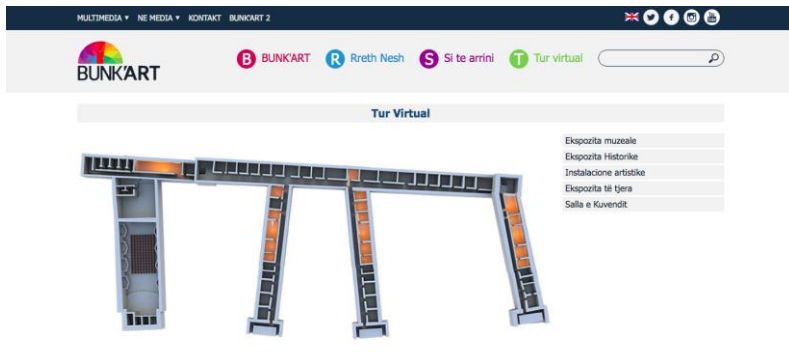 MULTIMEDIA ▾ NE MEDIA ▾ KONTAKT BUNK'ART 2
BUNK'ART
B BUNK'ART R Rreth Nesh S Si te arrini T Tur virtual
Tur Virtual
Ekspozita muzeale
Ekspozita Historike
Instalacione artistike
Ekspozita të tjera
Salla e Kuvendit